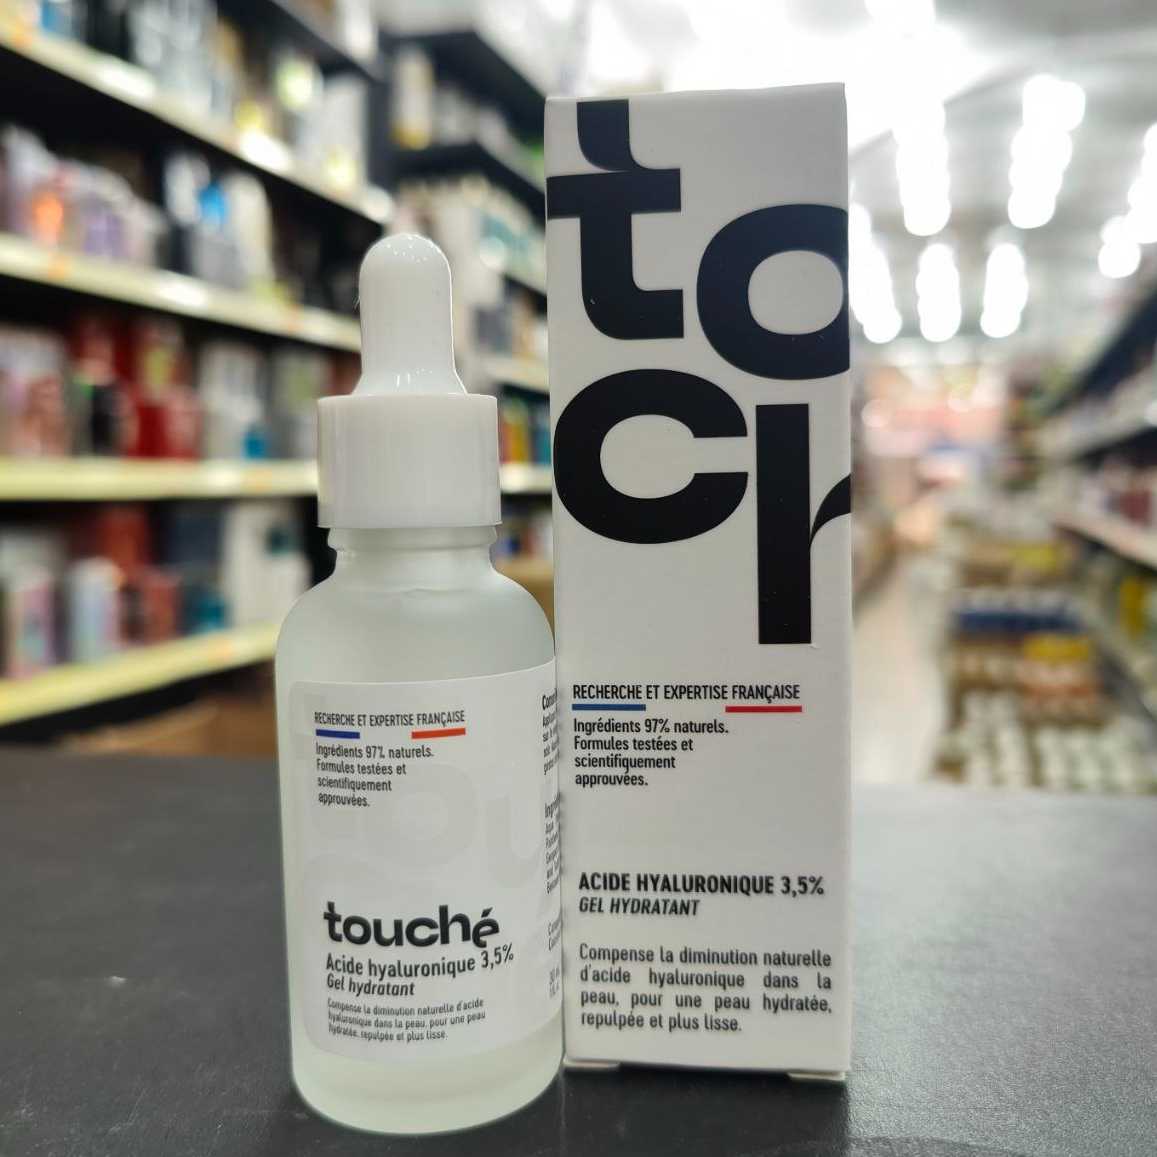 RECHERCHE ET EXPERTISE FRANÇAISE
Ingrédients 97% naturels.
Formules testées et
scientifiquement
approuvées.
touché
Acide hyaluronique 3,5%
Gel hydratant
Compense la diminution naturelle d'acide
hyaluronique dans la peau, pour une peau
hydratée, repulpée et plus lisse.
to
ch
RECHERCHE ET EXPERTISE FRANÇAISE
Ingrédients 97% naturels.
Formules testées et
scientifiquement
approuvées.
ACIDE HYALURONIQUE 3,5%
GEL HYDRATANT
Compense la diminution naturelle
d'acide hyaluronique dans la
peau, pour une peau hydratée,
repulpée et plus lisse.